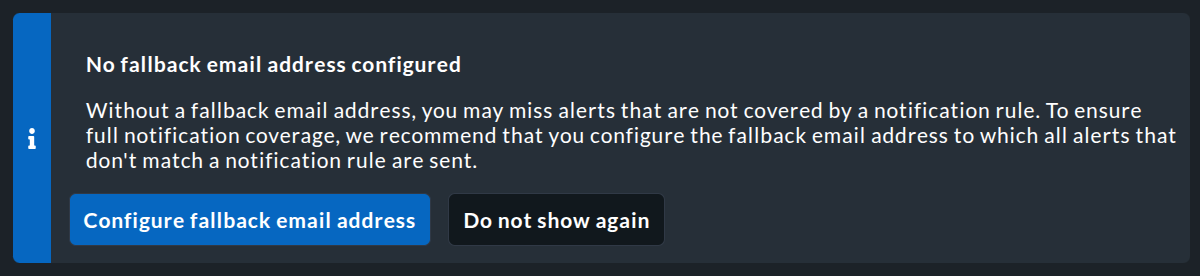 No fallback email address configured
Without a fallback email address, you may miss alerts that are not covered by a notification rule. To ensure
full notification coverage, we recommend that you configure the fallback email address to which all alerts that
don't match a notification rule are sent.
Configure fallback email address
Do not show again